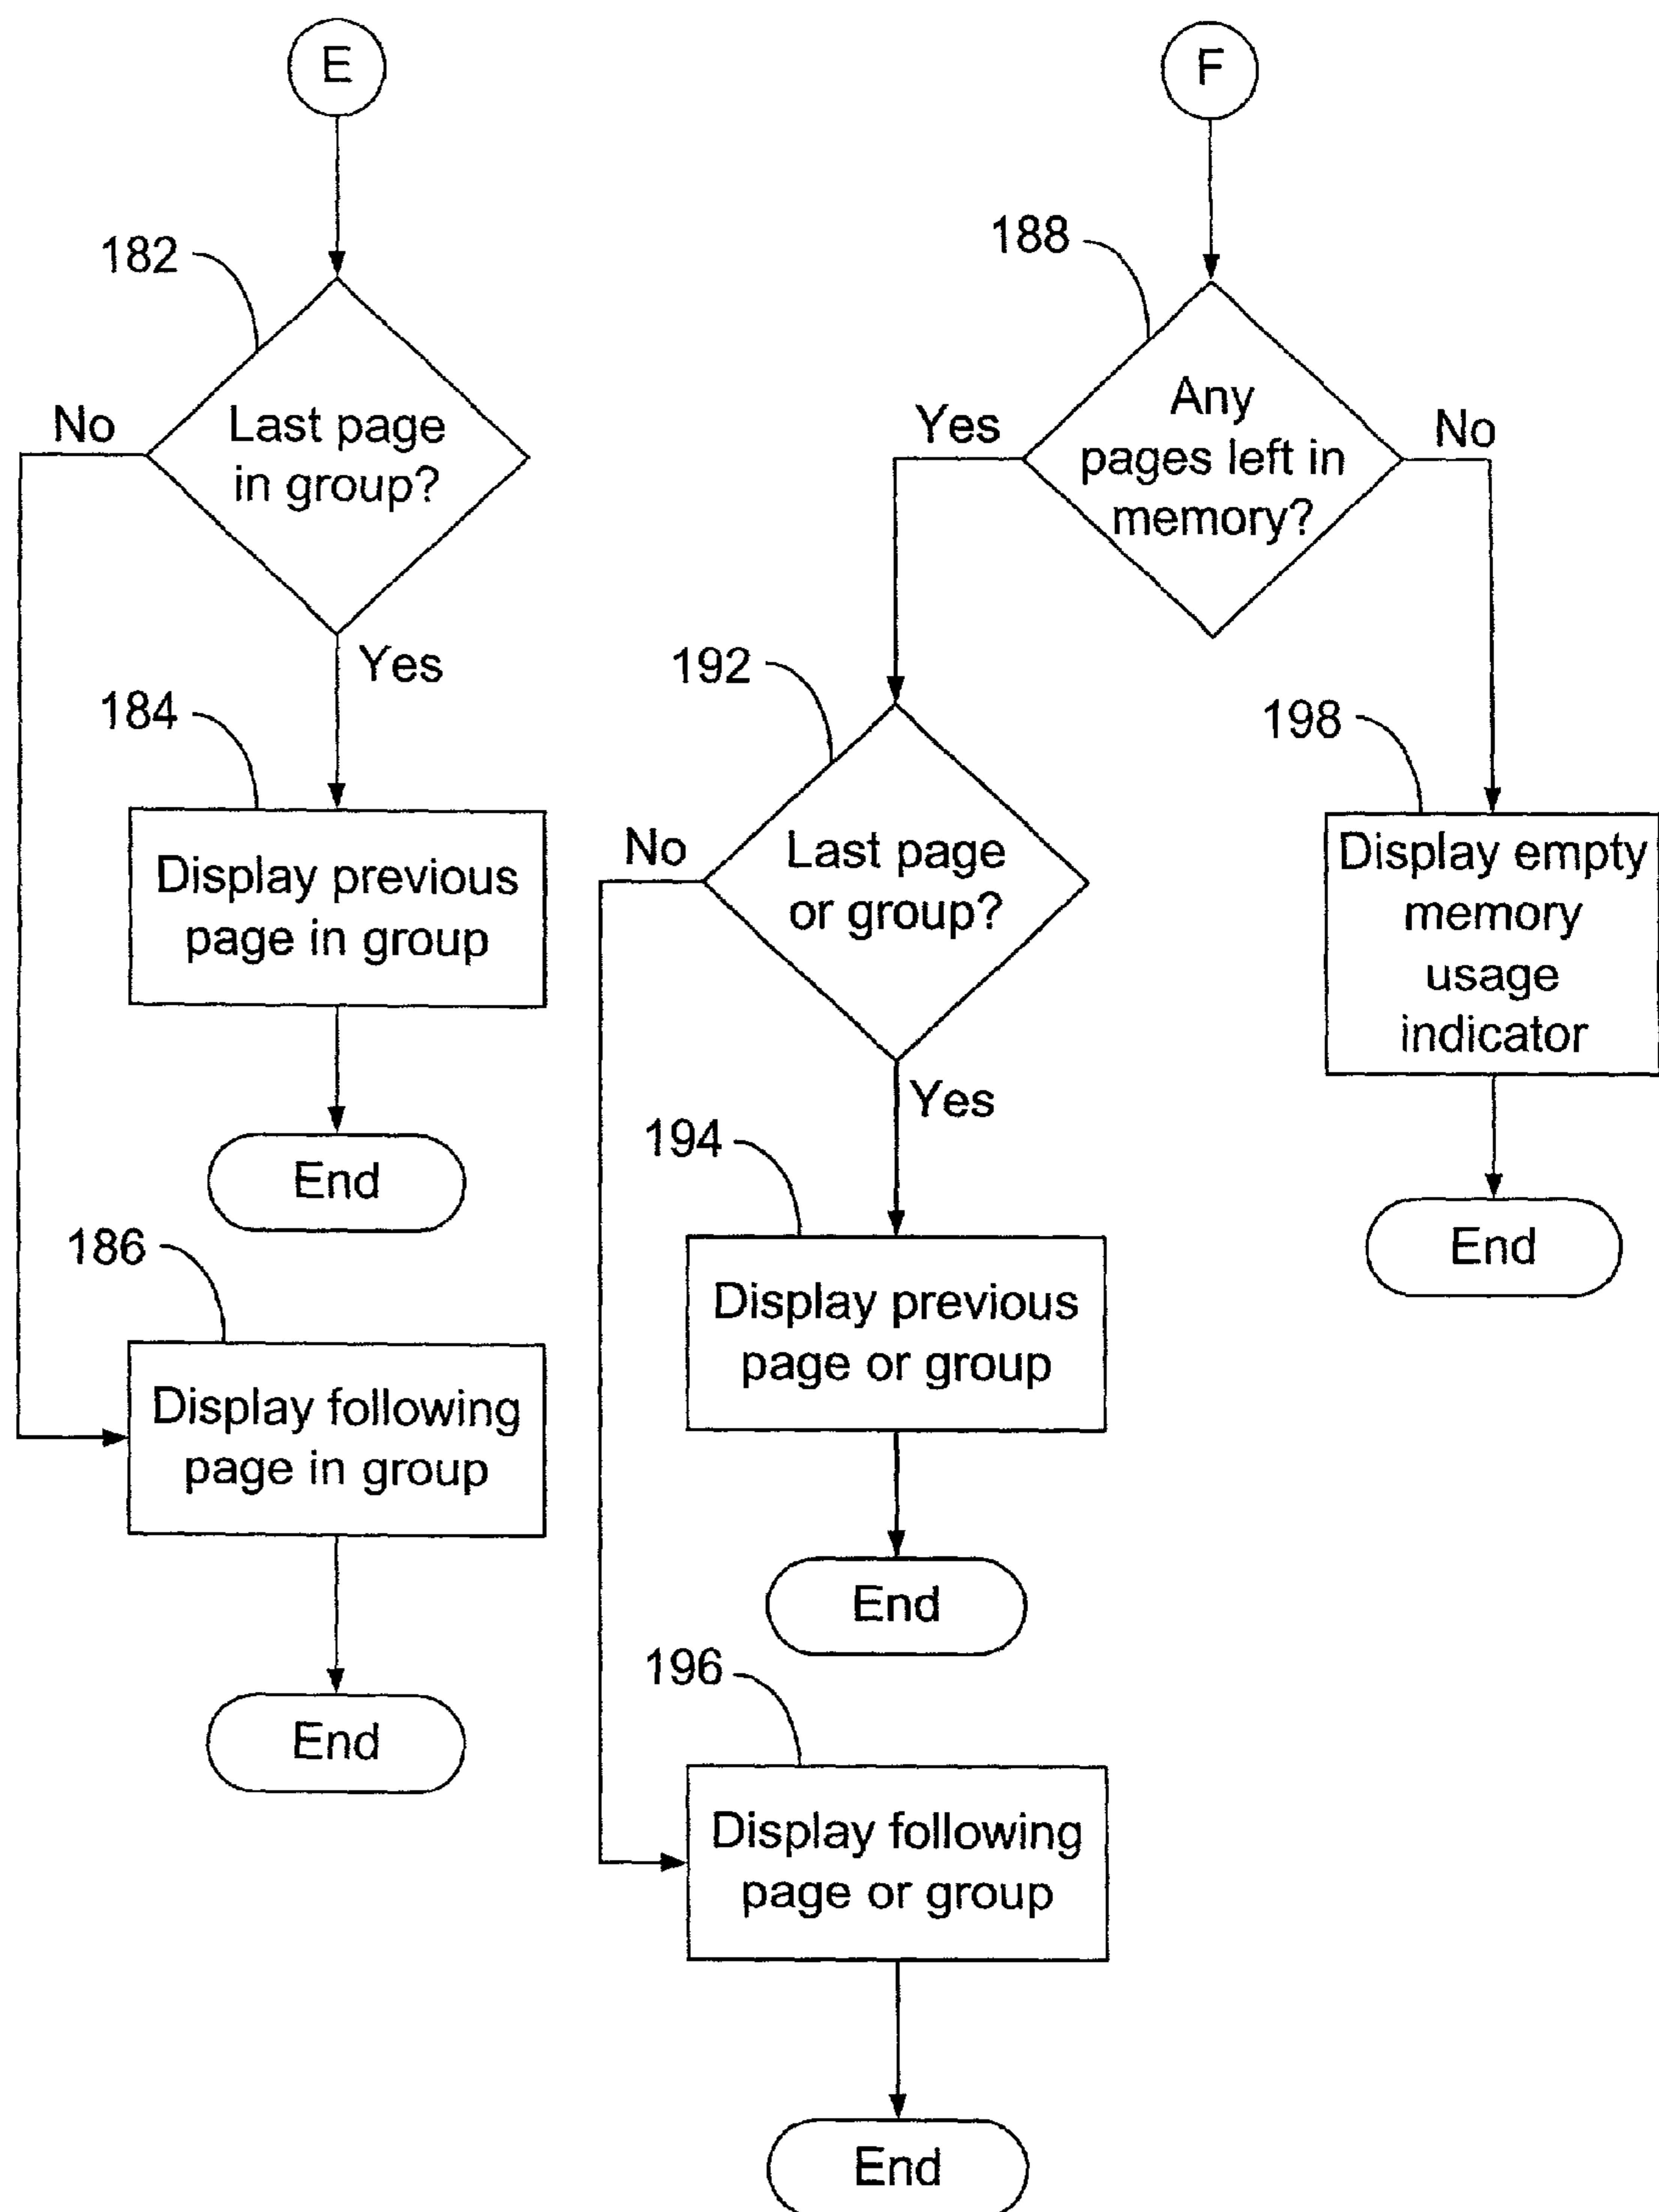 E
182
No
Last page
in group?
Yes
184
Display previous
page in group
End
186
Display following
page in group
End
F
188
Any
pages left in
memory?
Yes
No
192
Last page
or group?
No
Yes
194
Display previous
page or group
End
196
Display following
page or group
End
198
Display empty
memory
usage
indicator
End